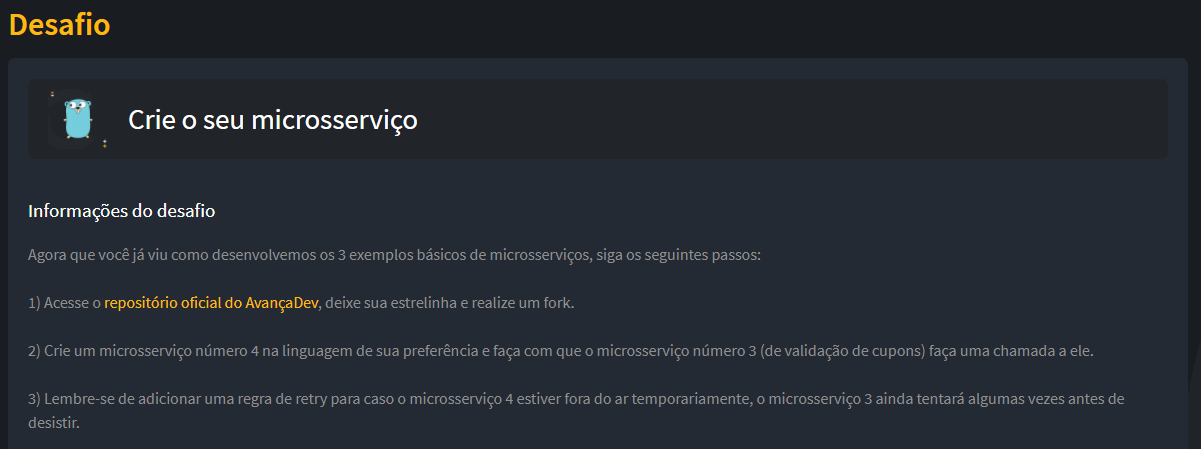 Desafio
Crie o seu microsserviço
Informações do desafio
Agora que você já viu como desenvolvemos os 3 exemplos básicos de microserviços, siga os seguintes passos:
1) Acesse o repositório oficial do AvançaDev, deixe sua estrelinha e realize um fork.
2) Crie um microsserviço número 4 na linguagem de sua preferência e faça com que o microsserviço número 3 (de validação de cupons) faça uma chamada a ele.
3) Lembre-se de adicionar uma regra de retry para caso o microsserviço 4 estiver fora do ar temporariamente, o microsserviço 3 ainda tentará algumas vezes antes de
desistir.